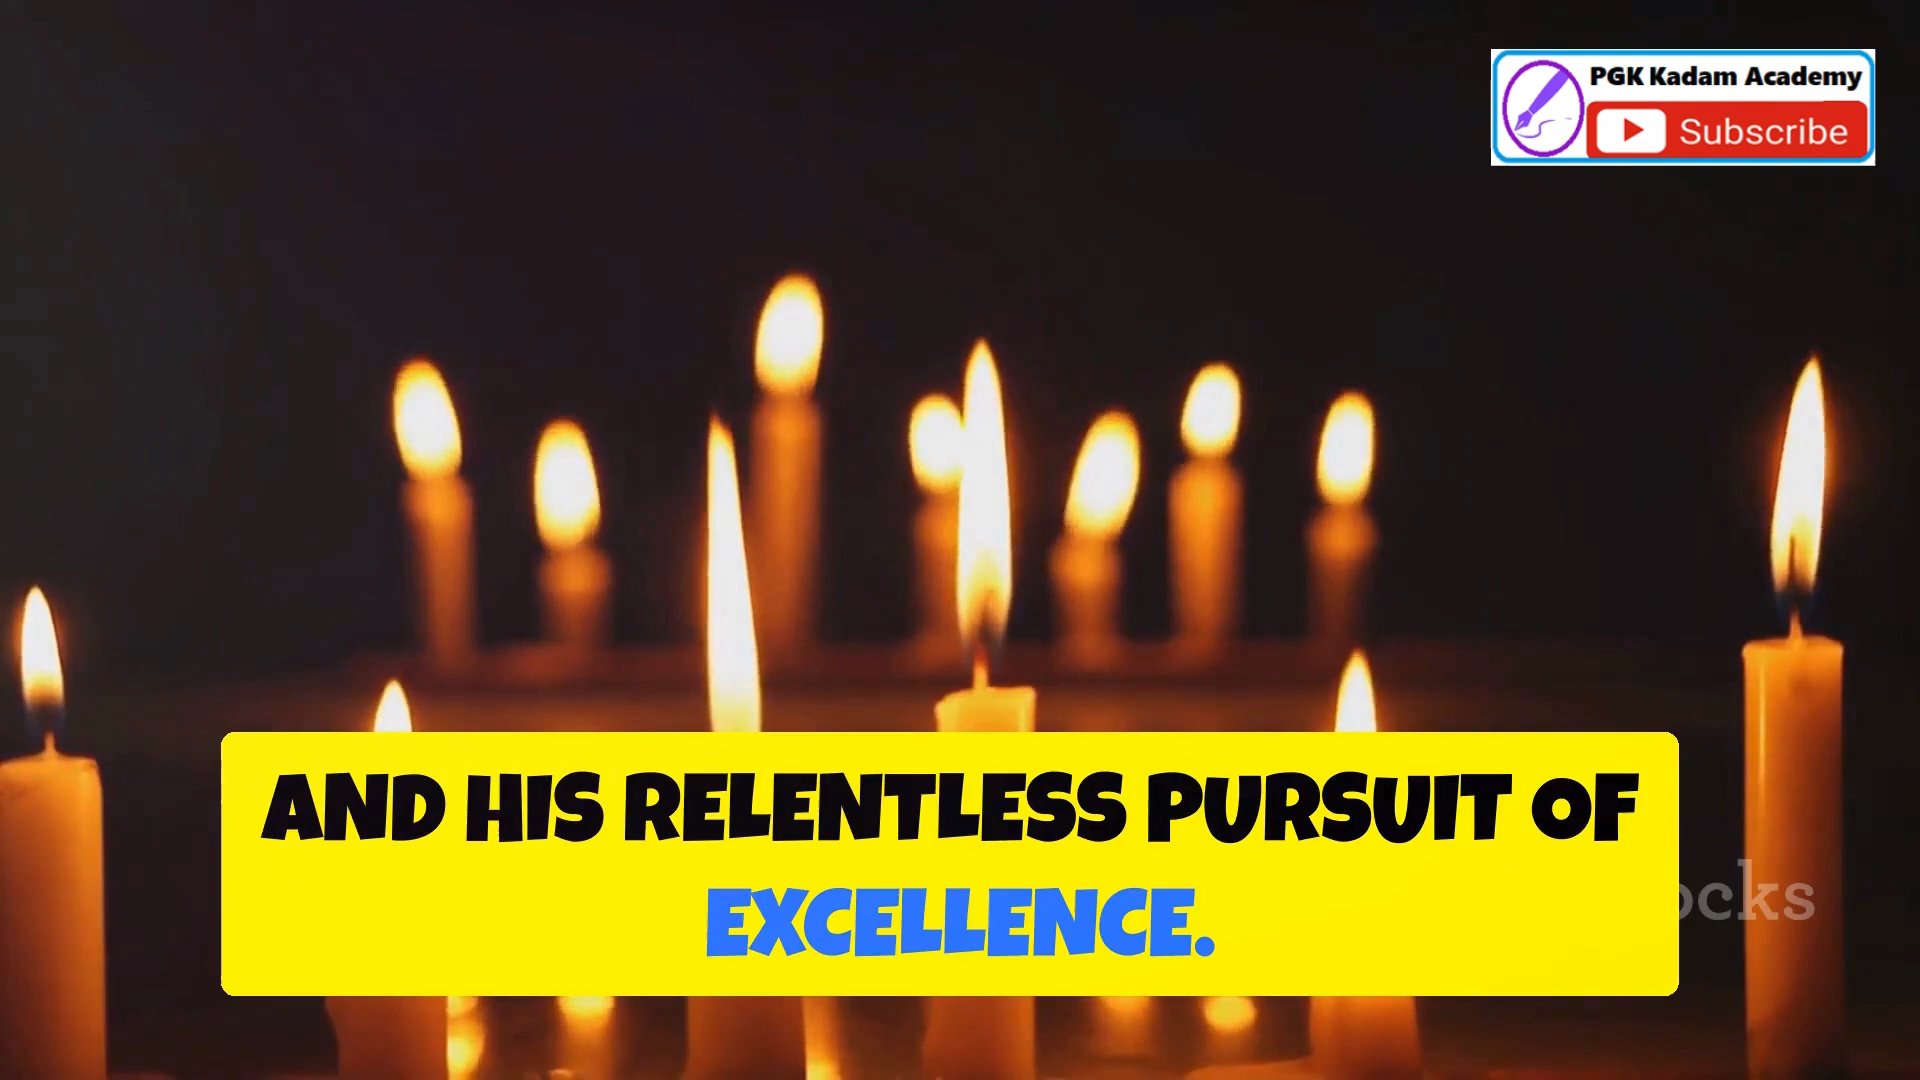 PGK Kadam Academy
Subscribe
AND HIS RELENTLESS PURSUIT OF
EXCELLENCE.